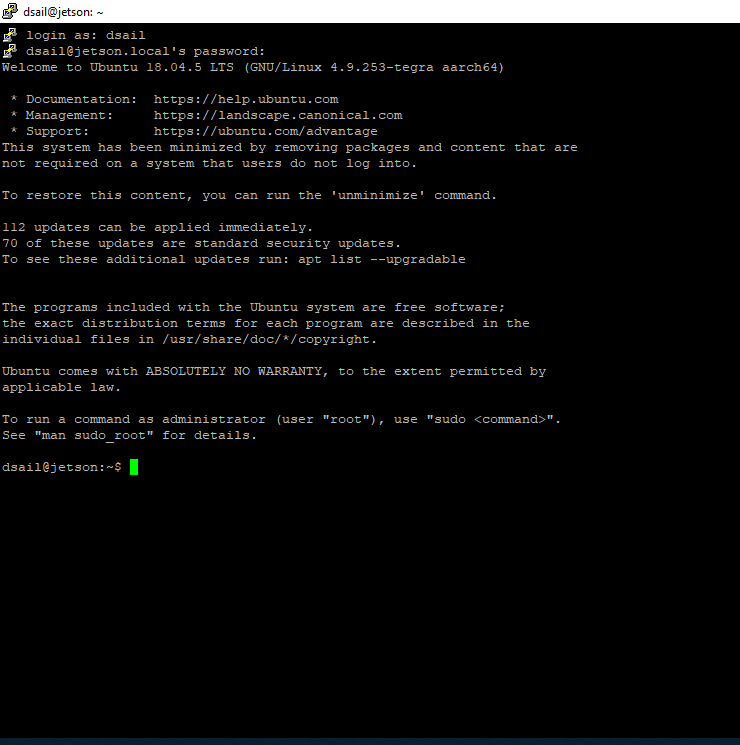 dsail@jetson: ~
login as: dsail
dsail@jetson.local's password:
Welcome to Ubuntu 18.04.5 LTS (GNU/Linux 4.9.253-tegra aarch64)
* Documentation:  https://help.ubuntu.com
* Management:     https://landscape.canonical.com
* Support:        https://ubuntu.com/advantage
This system has been minimized by removing packages and content that are
not required on a system that users do not log into.
To restore this content, you can run the 'unminimize' command.
112 updates can be applied immediately.
70 of these updates are standard security updates.
To see these additional updates run: apt list --upgradable
The programs included with the Ubuntu system are free software;
the exact distribution terms for each program are described in the
individual files in /usr/share/doc/*/copyright.
Ubuntu comes with ABSOLUTELY NO WARRANTY, to the extent permitted by
applicable law.
To run a command as administrator (user "root"), use "sudo <command>".
See "man sudo_root" for details.
dsail@jetson:~$